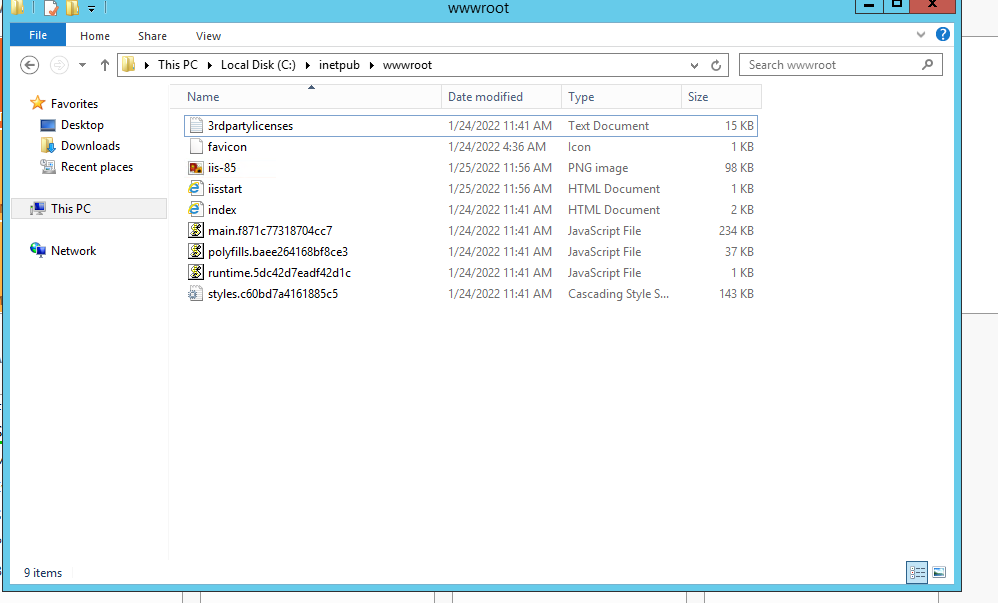 wwwroot
File Home Share View
This PC Local Disk (C:) inetpub wwwroot Search wwwroot
Favorites
Desktop
Downloads
Recent places
This PC
Network
Name Date modified Type Size
3rdpartylicenses 1/24/2022 11:41 AM Text Document 15 KB
favicon 1/24/2022 4:36 AM Icon 1 KB
iis-85 1/25/2022 11:56 AM PNG image 98 KB
iisstart 1/25/2022 11:56 AM HTML Document 1 KB
index 1/24/2022 11:41 AM HTML Document 2 KB
main.f871c77318704cc7 1/24/2022 11:41 AM JavaScript File 234 KB
polyfills.baee264168bf8ce3 1/24/2022 11:41 AM JavaScript File 37 KB
runtime.5dc42d7eadf42d1c 1/24/2022 11:41 AM JavaScript File 1 KB
styles.c60bd7a4161885c5 1/24/2022 11:41 AM Cascading Style S... 143 KB
9 items